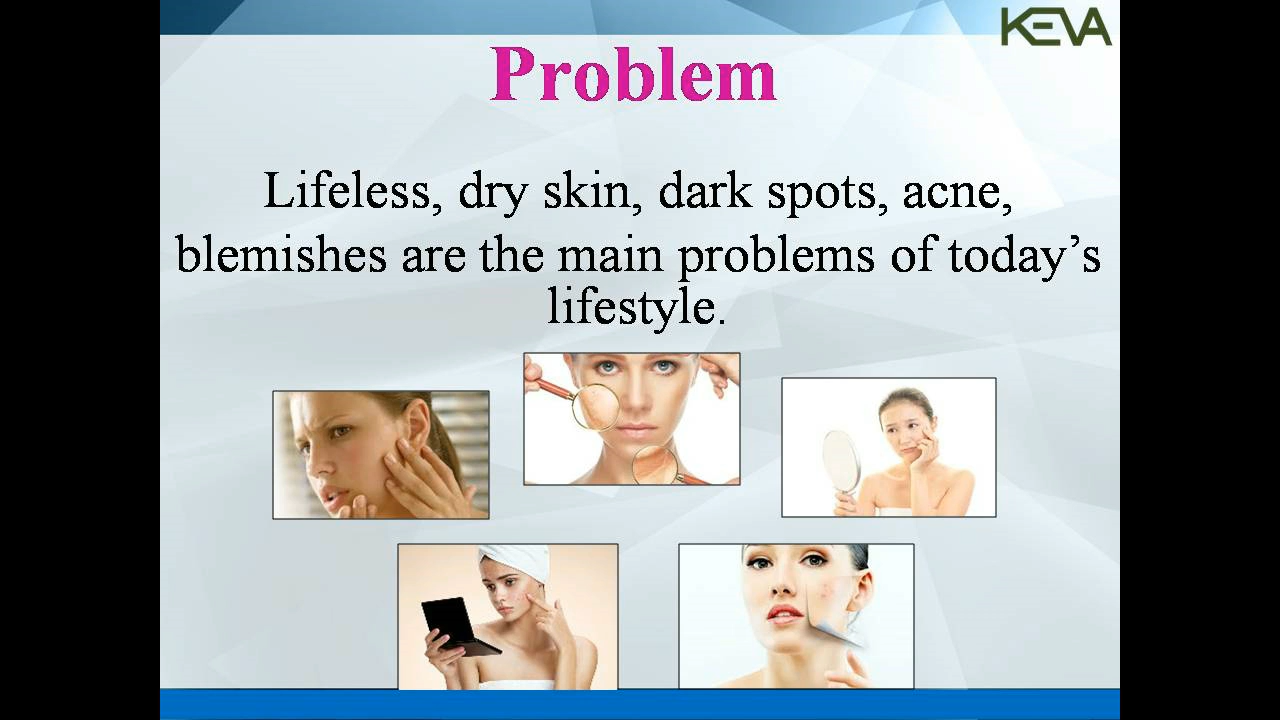 KEVA
Problem
Lifeless, dry skin, dark spots, acne,
blemishes are the main problems of today’s
lifestyle.